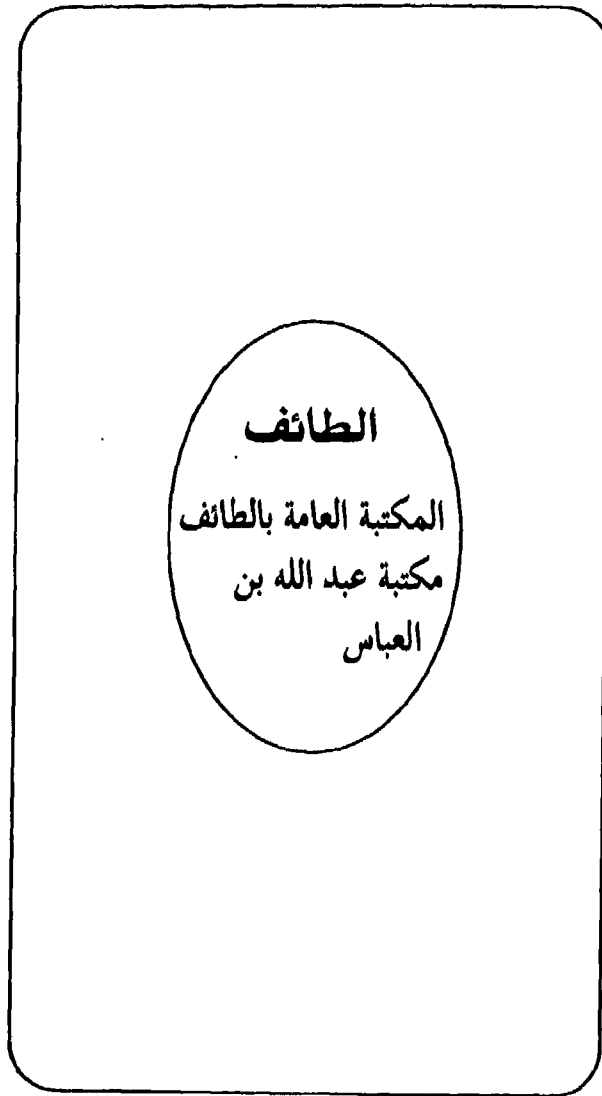 الطائف
المكتبة العامة بالطائف
مكتبة عبد الله بن
العباس